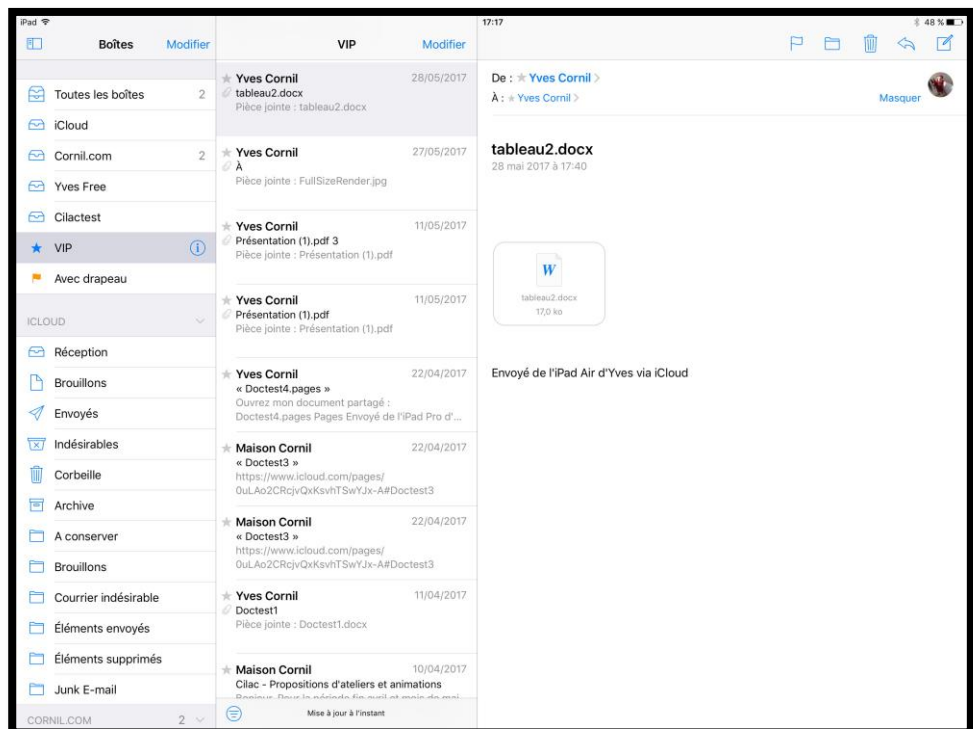 iPad
17:17
48 %
Boîtes
Modifier
Toutes les boîtes 2
iCloud
Cornil.com 2
Yves Free
Cilactest
VIP
Avec drapeau
ICLOUD
Réception
Brouillons
Envoyés
Indésirables
Corbeille
Archive
A conserver
Brouillons
Courrier indésirable
Éléments envoyés
Éléments supprimés
Junk E-mail
CORNIL.COM 2
VIP
Modifier
Yves Cornil 28/05/2017
tableau2.docx
Pièce jointe : tableau2.docx
Yves Cornil 27/05/2017
À
Pièce jointe : FullSizeRender.jpg
Yves Cornil 11/05/2017
Présentation (1).pdf 3
Pièce jointe : Présentation (1).pdf
Yves Cornil 11/05/2017
Présentation (1).pdf
Pièce jointe : Présentation (1).pdf
Yves Cornil 22/04/2017
« Doctest4.pages »
Ouvrez mon document partagé :
Doctest4.pages Pages Envoyé de l'iPad Pro d'...
Maison Cornil 22/04/2017
« Doctest3 »
https://www.icloud.com/pages/
0uLAo2CRcjvQxKsvhTSwYJx-A#Doctest3
Maison Cornil 22/04/2017
« Doctest3 »
https://www.icloud.com/pages/
0uLAo2CRcjvQxKsvhTSwYJx-A#Doctest3
Yves Cornil 11/04/2017
Doctest1
Pièce jointe : Doctest1.docx
Maison Cornil 10/04/2017
Cilac - Propositions d'ateliers et animations
Mise à jour à l'instant
De : Yves Cornil
À : Yves Cornil
Masquer
tableau2.docx
28 mai 2017 à 17:40
W
tableau2.docx
17,0 ko
Envoyé de l'iPad Air d'Yves via iCloud